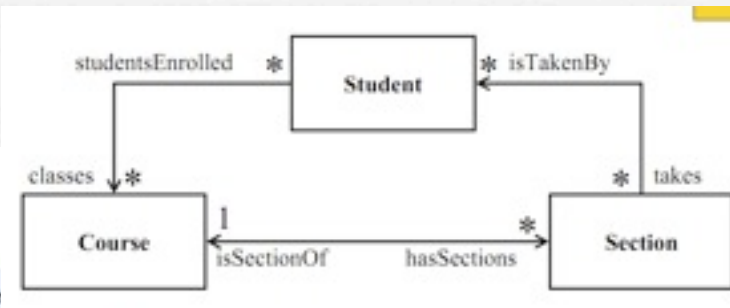 studentsEnrolled * Student * isTakenBy
classes * * takes
Course 1 * Section
isSectionOf hasSections